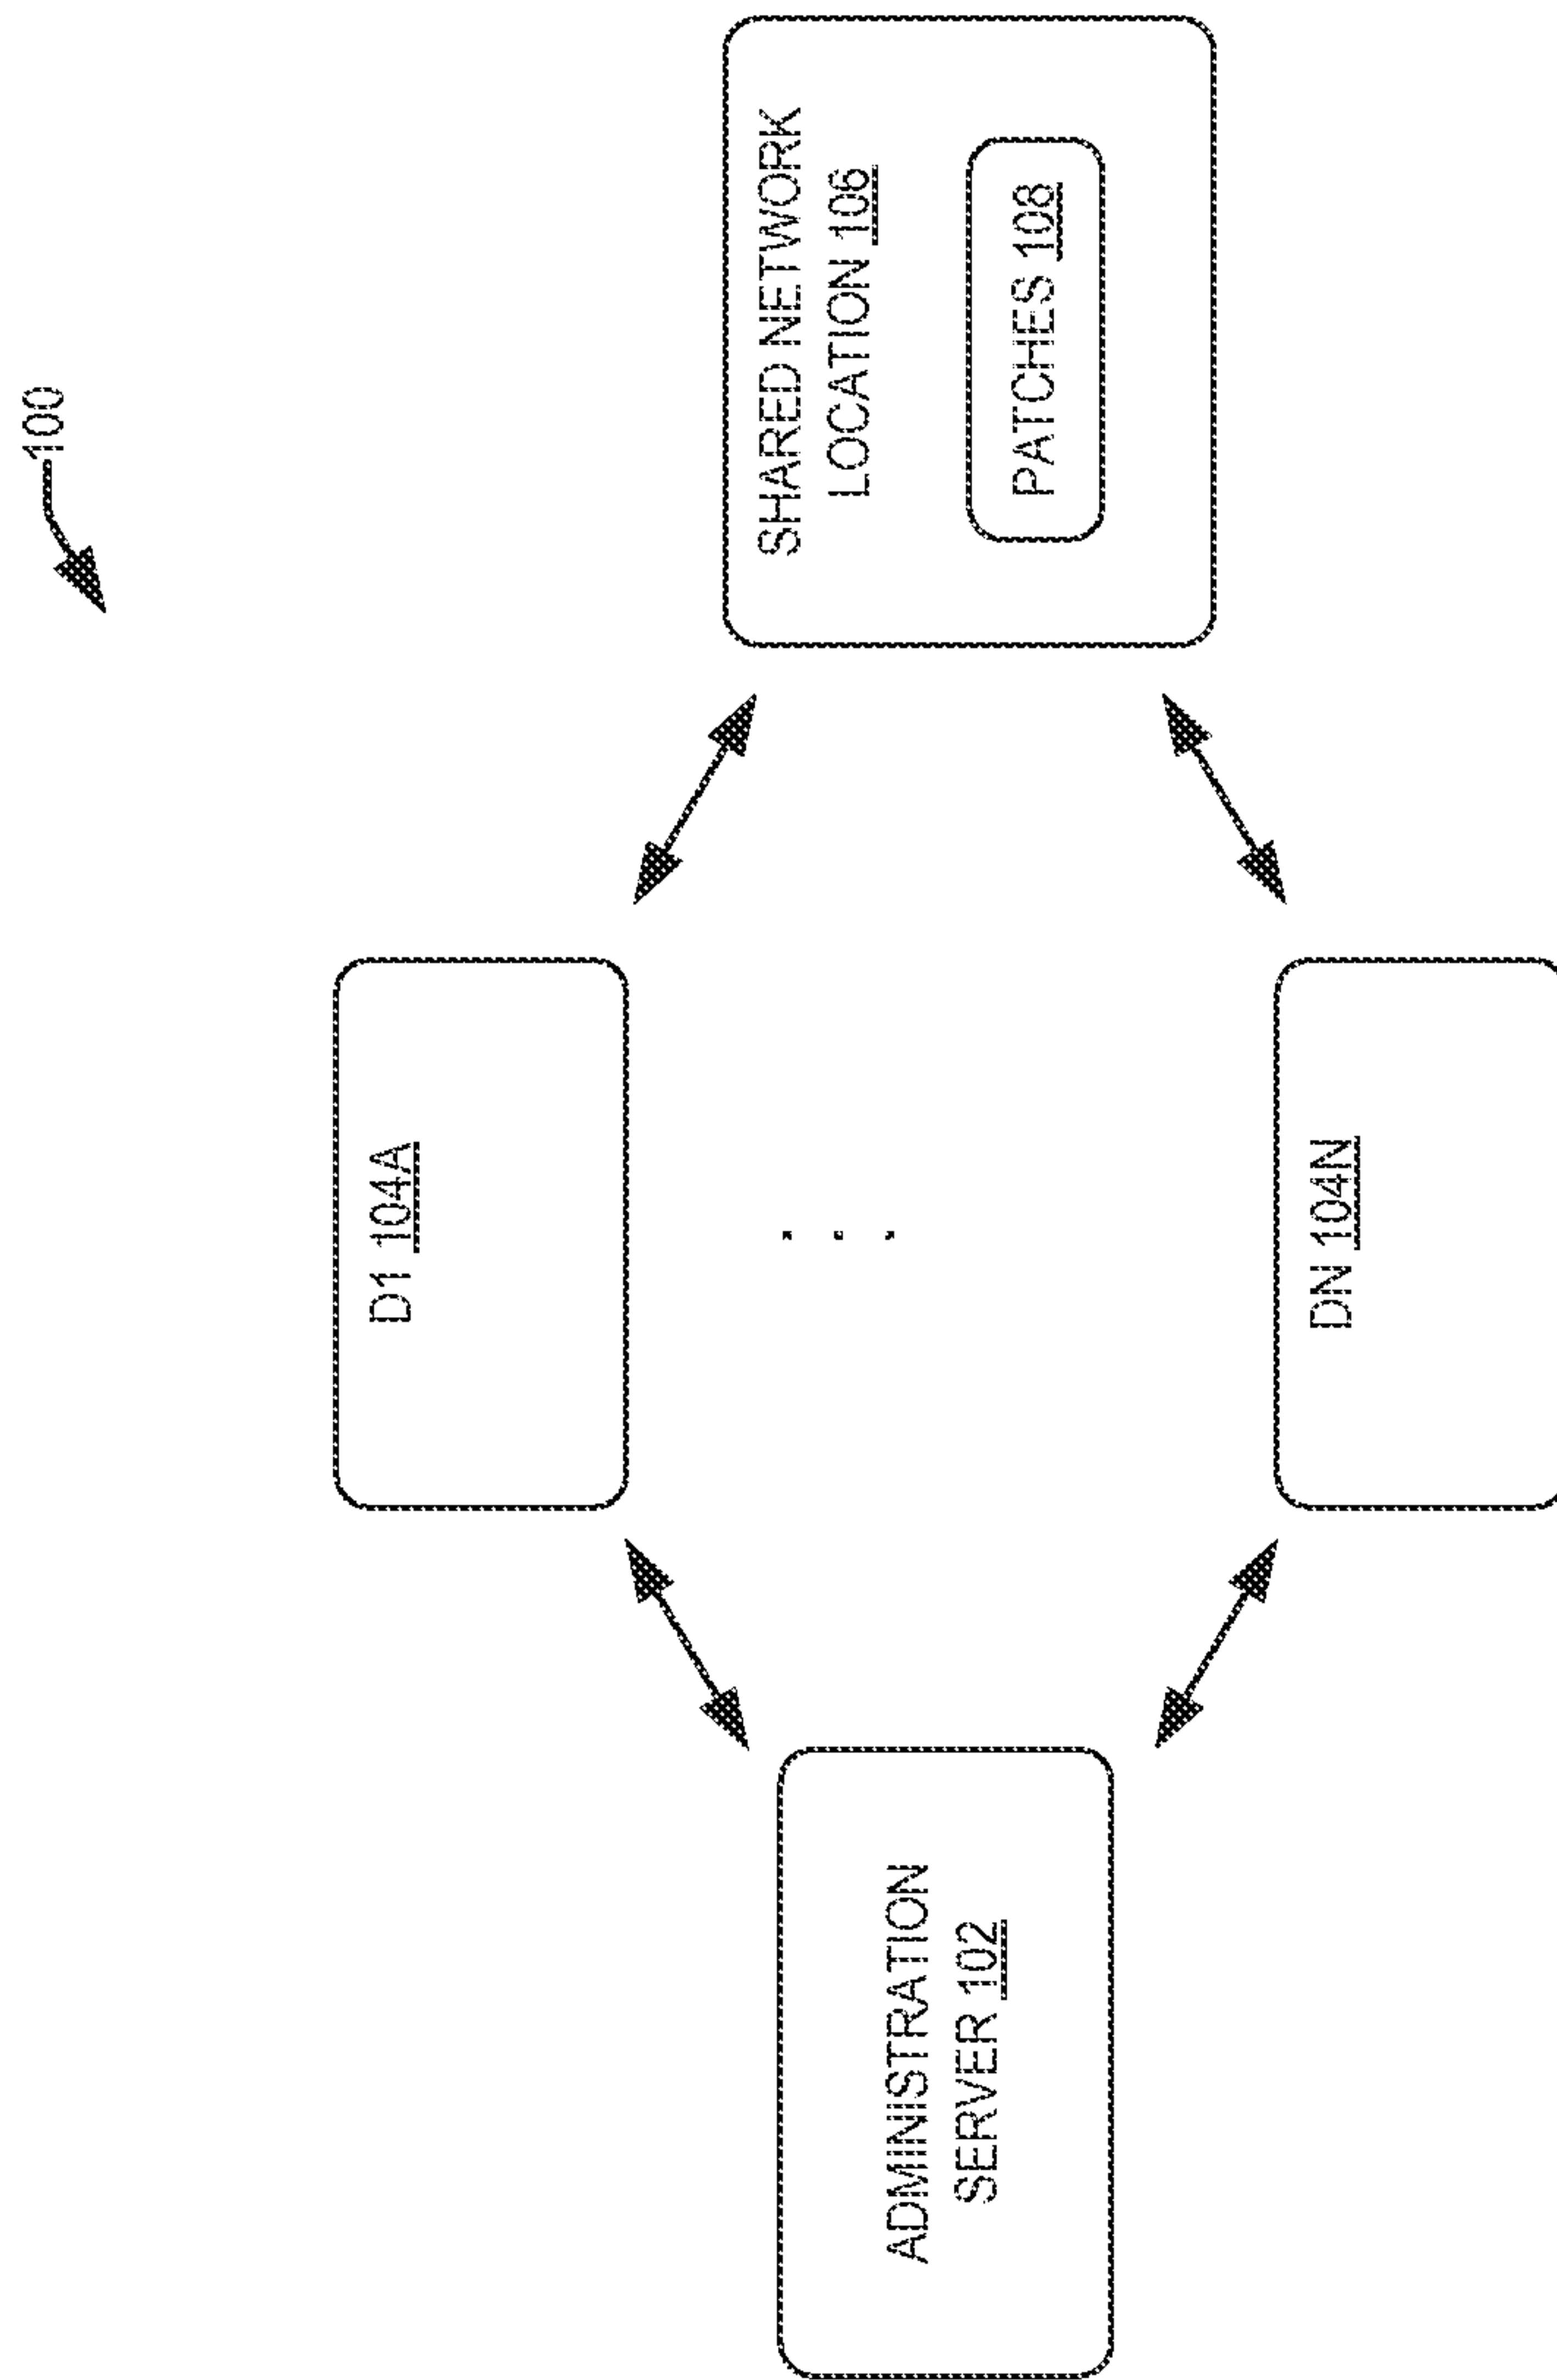 100
ADMINISTRATION
SERVER 102
D1 104A
. . .
DN 104N
SHARED NETWORK
LOCATION 106
PATCHES 108